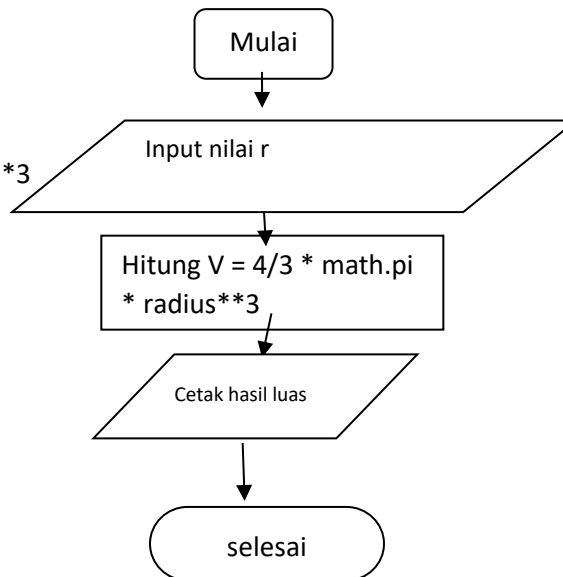 Mulai
Input nilai r
*3
Hitung V = 4/3 * math.pi
* radius**3
Cetak hasil luas
selesai